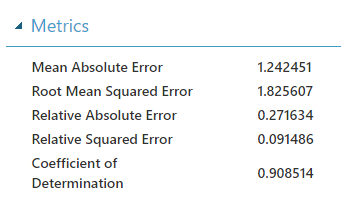 Metrics
Mean Absolute Error 1.242451
Root Mean Squared Error 1.825607
Relative Absolute Error 0.271634
Relative Squared Error 0.091486
Coefficient of
Determination 0.908514